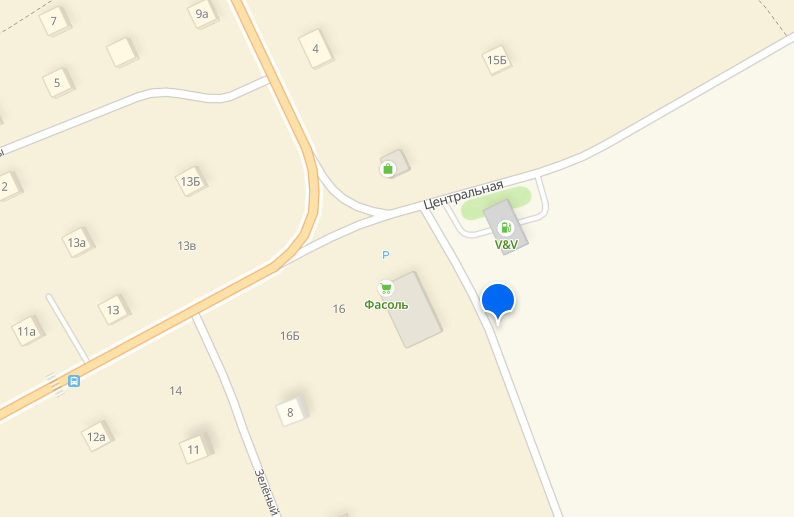 7
9а
4
5
15Б
13Б
2
Центральная
13а
13в
V&V
P
Фасоль
16
13
11а
16Б
14
8
12а
11
Зелёный